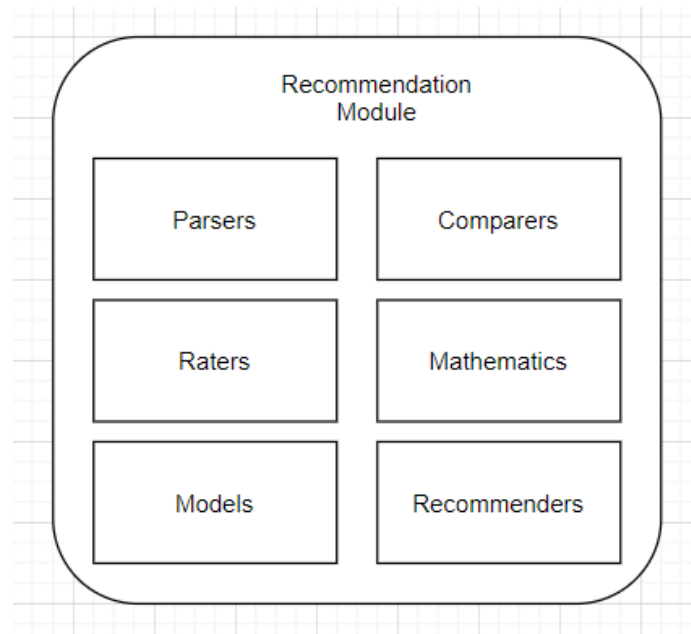 Recommendation
Module
Parsers
Comparers
Raters
Mathematics
Models
Recommenders